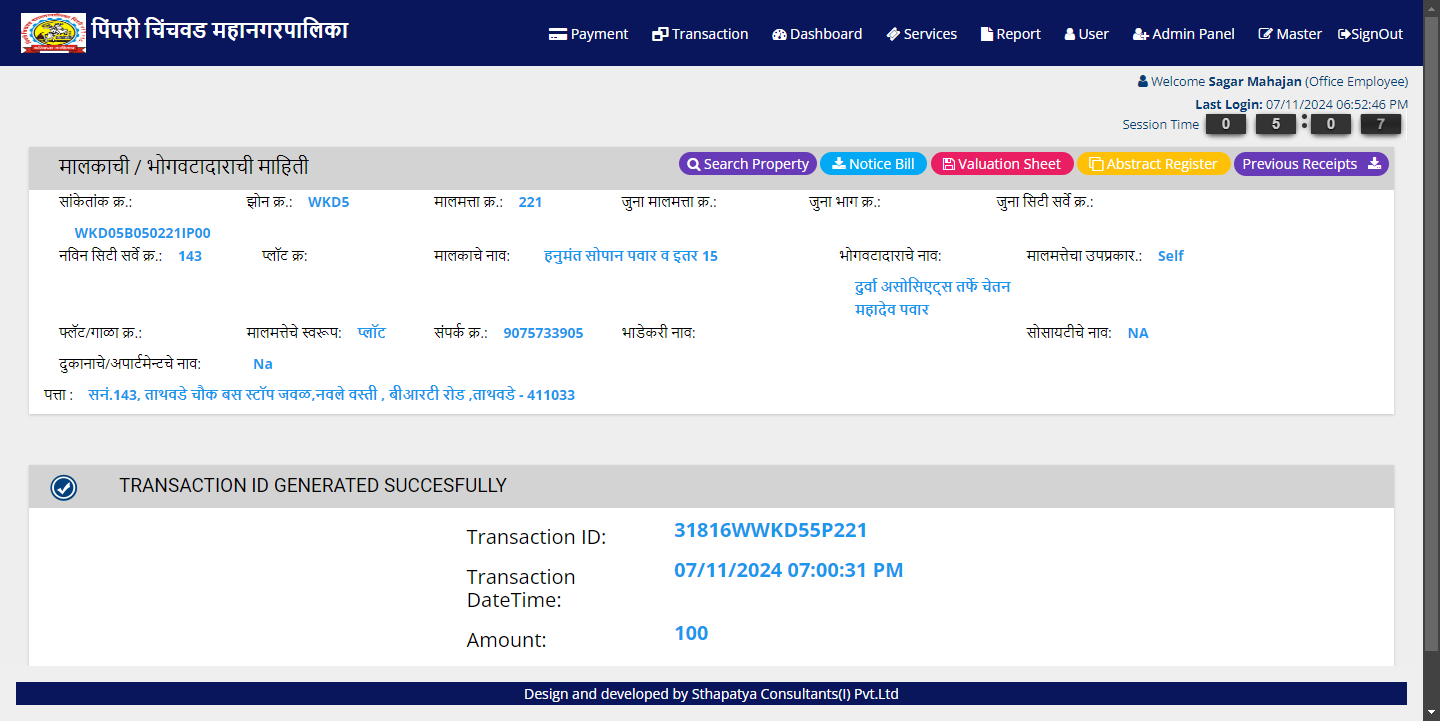 पिंपरी चिंचवड महानगरपालिका
Payment Transaction Dashboard Services Report User Admin Panel Master SignOut
Welcome Sagar Mahajan (Office Employee)
Last Login: 07/11/2024 06:52:46 PM
Session Time 0 5 : 0 7
मालकाची / भोगवटादाराची माहिती Search Property Notice Bill Valuation Sheet Abstract Register Previous Receipts
सांकेतांक क्र.: झोन क्र.: WKD5 मालमत्ता क्र.: 221 जुना मालमत्ता क्र.: जुना भाग क्र.: जुना सिटी सर्वे क्र.:
WKD05B050221IP00
नविन सिटी सर्वे क्र.: 143 प्लॉट क्र: मालकाचे नाव: हनुमंत सोपान पवार व इतर 15 भोगवटादाराचे नाव: मालमत्तेचा उपप्रकार.: Self
दुर्वा असोसिएट्स तर्फे चेतन
महादेव पवार
फ्लॅट/गाळा क्र.: मालमत्तेचे स्वरूप: प्लॉट संपर्क क्र.: 9075733905 भाडेकरी नाव: सोसायटीचे नाव: NA
दुकानाचे/अपार्टमेन्टचे नाव: Na
पत्ता : सनं.143, ताथवडे चौक बस स्टॉप जवळ,नवले वस्ती , बीआरटी रोड ,ताथवडे - 411033
TRANSACTION ID GENERATED SUCCESFULLY
Transaction ID: 31816WWKD55P221
Transaction 07/11/2024 07:00:31 PM
DateTime:
Amount: 100
Design and developed by Sthapatya Consultants(I) Pvt.Ltd